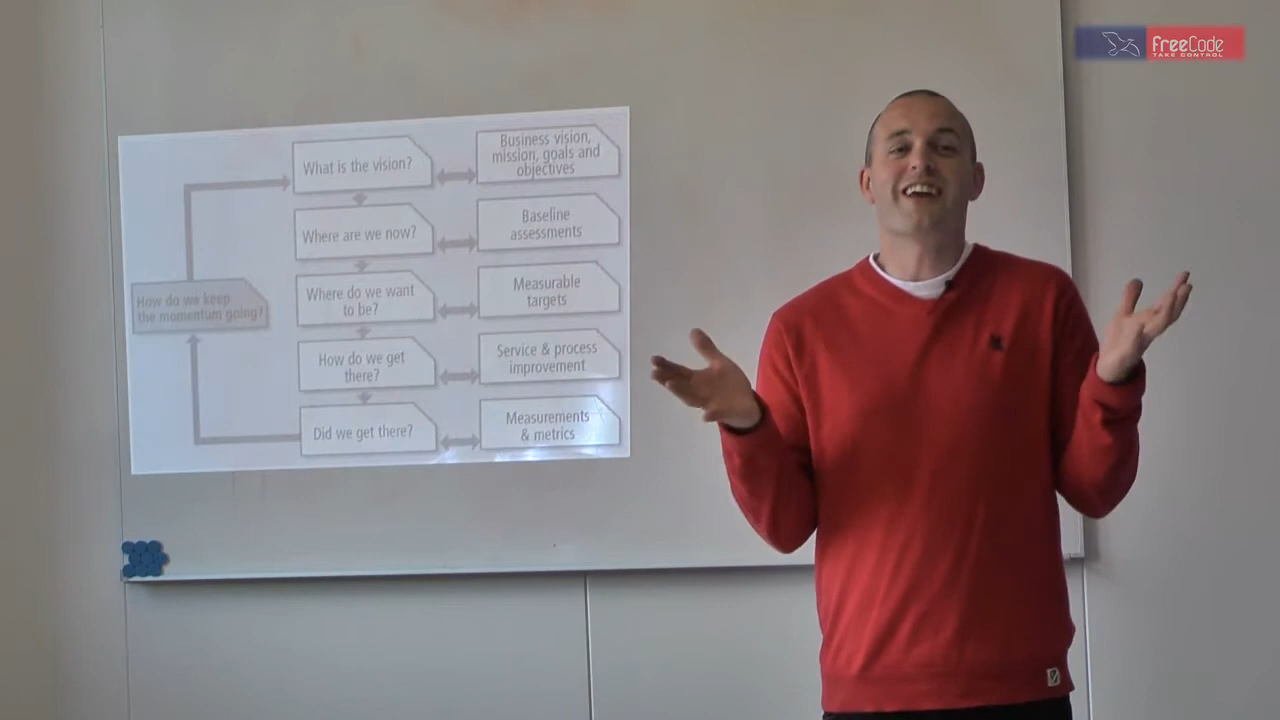 FreeCode
TAKE CONTROL
What is the vision?
Business vision,
mission, goals and
objectives
Where are we now?
Baseline
assessments
How do we keep
the momentum going?
Where do we want
to be?
Measurable
targets
How do we get
there?
Service & process
improvement
Did we get there?
Measurements
& metrics